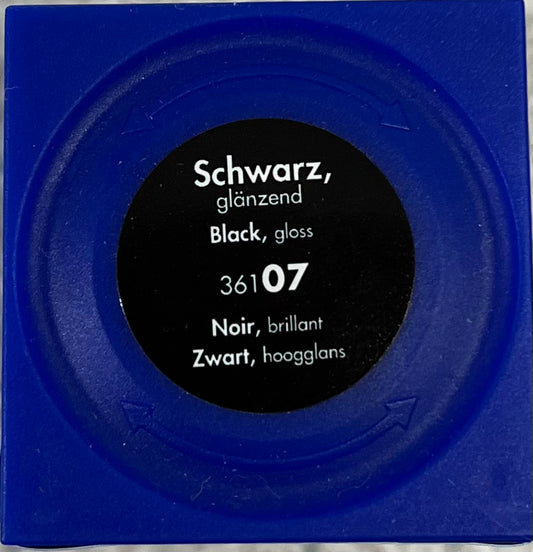 Schwarz,
glänzend
Black, gloss
36107
Noir, brillant
Zwart, hoogglans